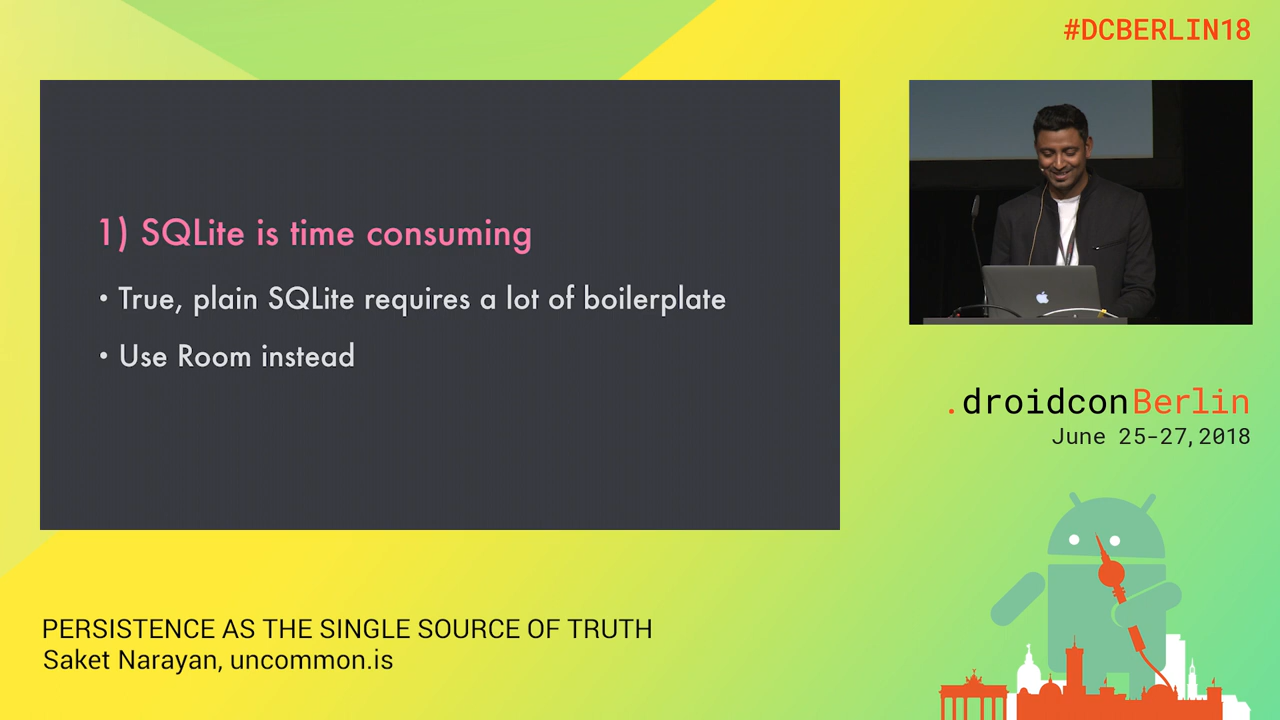 #DCBERLIN18
1) SQLite is time consuming
• True, plain SQLite requires a lot of boilerplate
• Use Room instead
.droidconBerlin
June 25-27, 2018
PERSISTENCE AS THE SINGLE SOURCE OF TRUTH
Saket Narayan, uncommon.is